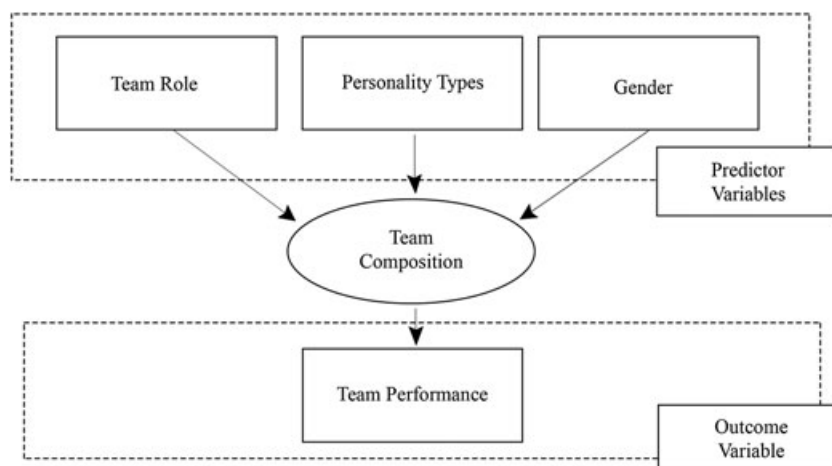 Team Role
Personality Types
Gender
Predictor
Variables
Team
Composition
Team Performance
Outcome
Variable